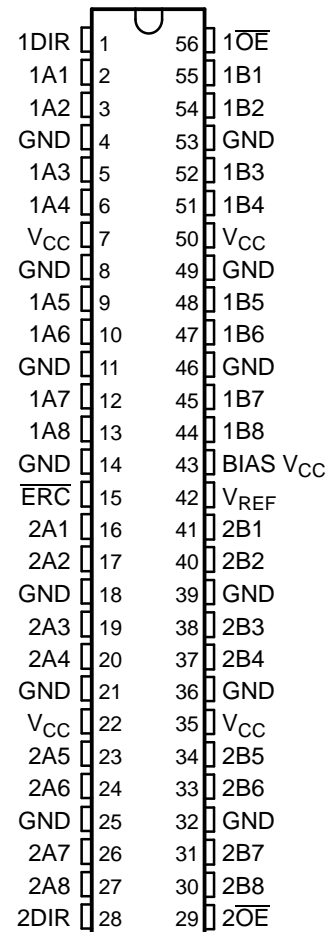 1DIR 1 56 1O̅E̅
1A1 2 55 1B1
1A2 3 54 1B2
GND 4 53 GND
1A3 5 52 1B3
1A4 6 51 1B4
VCC 7 50 VCC
GND 8 49 GND
1A5 9 48 1B5
1A6 10 47 1B6
GND 11 46 GND
1A7 12 45 1B7
1A8 13 44 1B8
GND 14 43 BIAS VCC
E̅R̅C̅ 15 42 VREF
2A1 16 41 2B1
2A2 17 40 2B2
GND 18 39 GND
2A3 19 38 2B3
2A4 20 37 2B4
GND 21 36 GND
VCC 22 35 VCC
2A5 23 34 2B5
2A6 24 33 2B6
GND 25 32 GND
2A7 26 31 2B7
2A8 27 30 2B8
2DIR 28 29 2O̅E̅